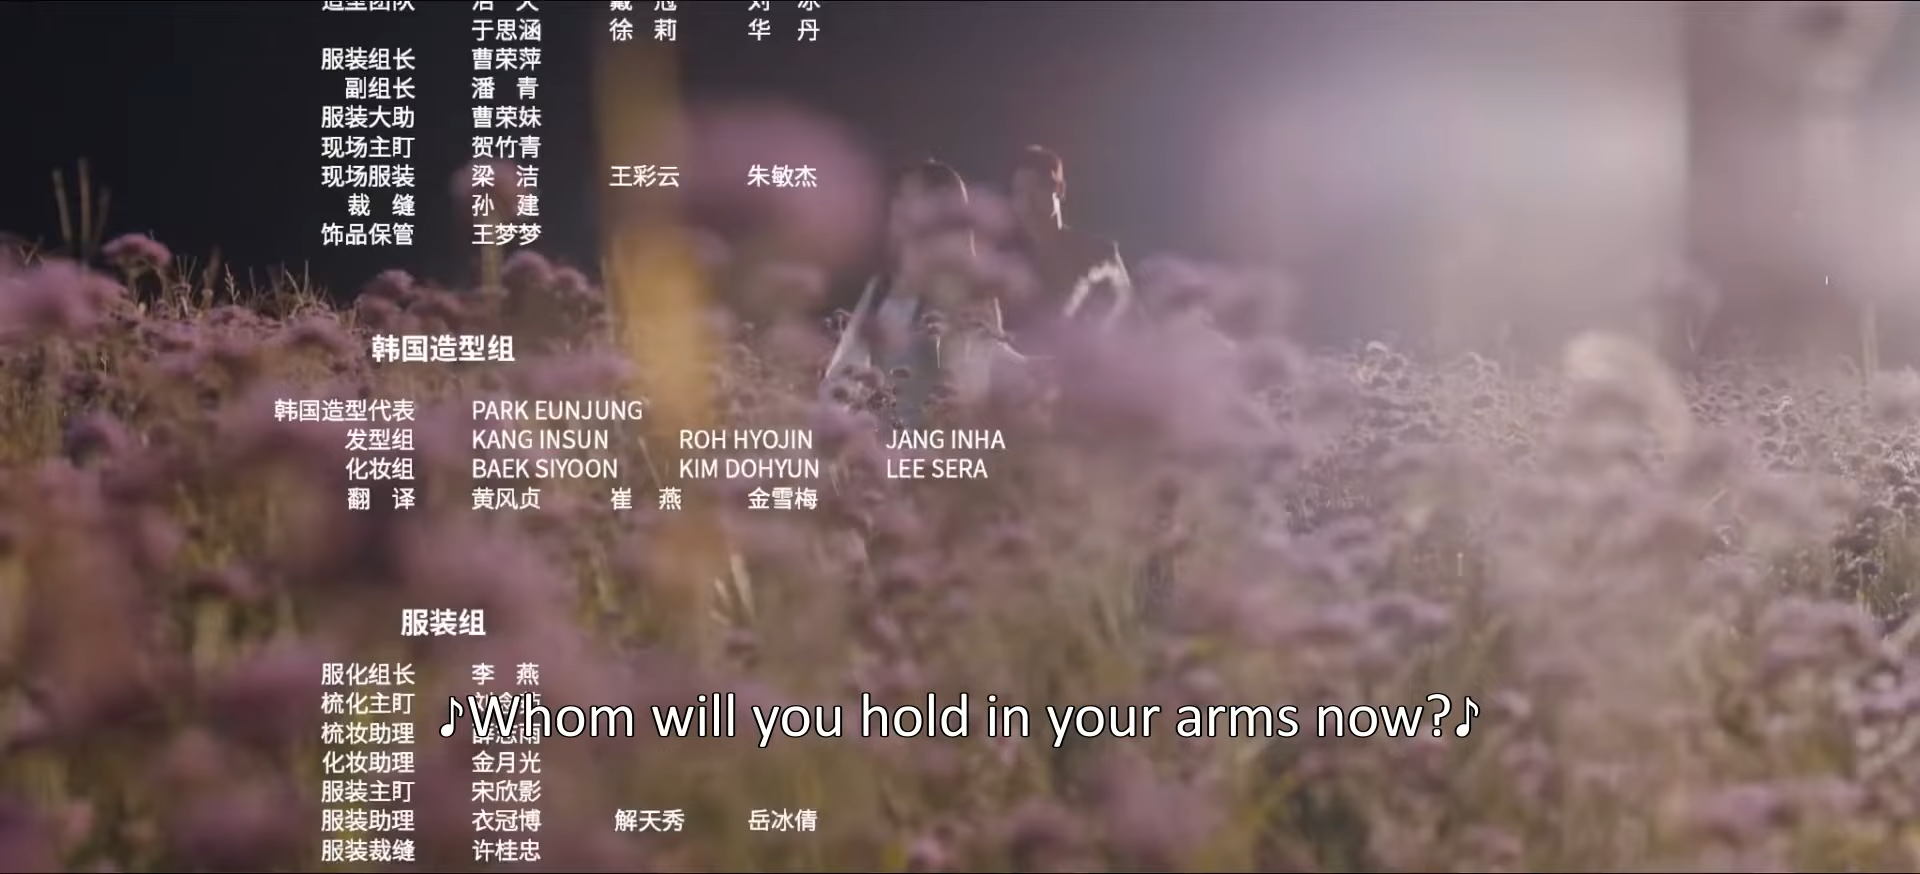 于思涵 徐 莉 华 丹
服装组长 曹荣萍
副组长 潘 青
服装大助 曹荣妹
现场主盯 贺竹青
现场服装 梁 洁 王彩云 朱敏杰
裁 缝 孙 建
饰品保管 王梦梦
韩国造型组
韩国造型代表 PARK EUNJUNG
发型组 KANG INSUN ROH HYOJIN JANG INHA
化妆组 BAEK SIYOON KIM DOHYUN LEE SERA
翻 译 黄风贞 崔 燕 金雪梅
服装组
服化组长 李 燕
梳化主盯
♪Whom will you hold in your arms now?♪
梳妆助理
化妆助理 金月光
服装主盯 宋欣影
服装助理 衣冠博 解天秀 岳冰倩
服装裁缝 许桂忠